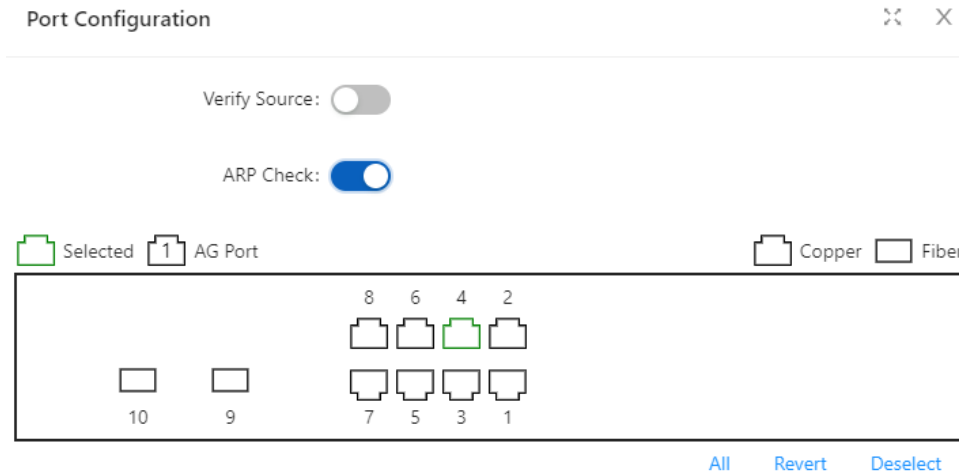 Port Configuration
Verify Source:
ARP Check:
Selected 1 AG Port Copper Fiber
8 6 4 2
10 9 7 5 3 1
All Revert Deselect